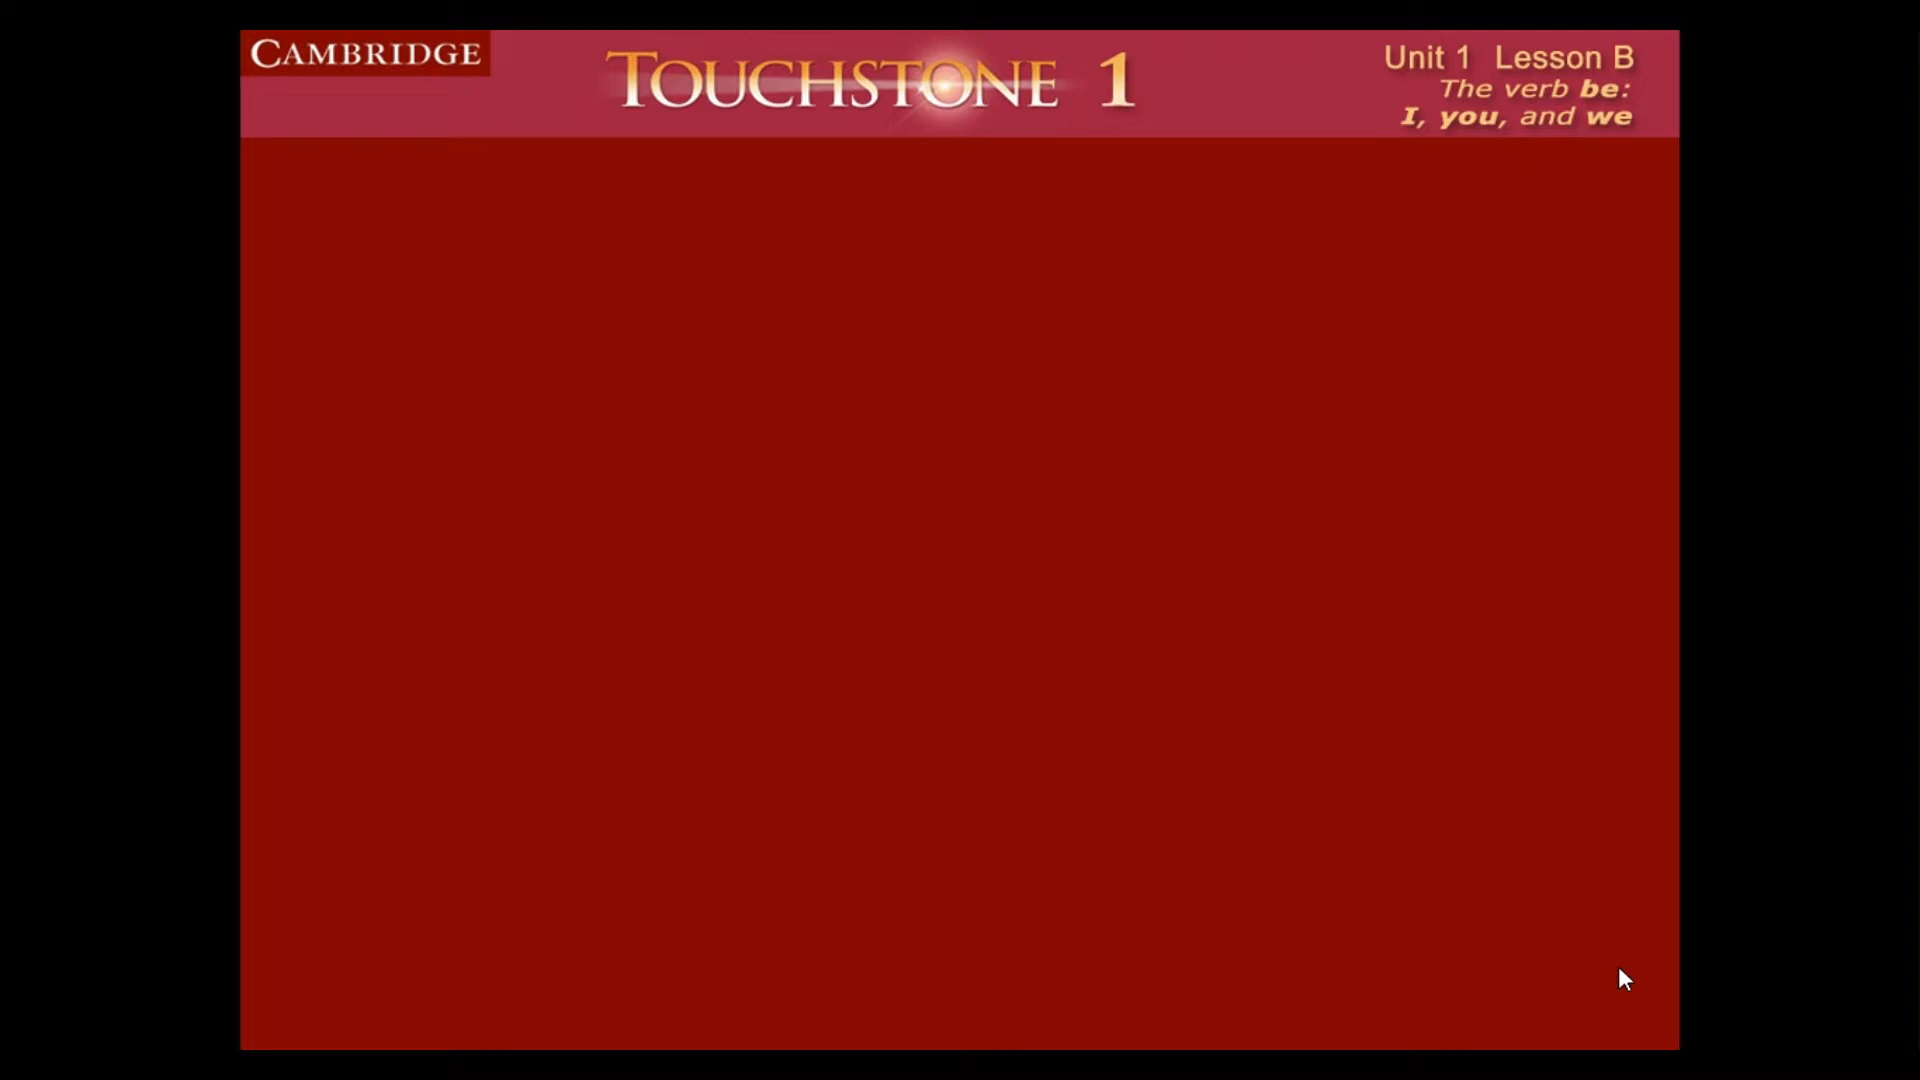 CAMBRIDGE
TOUCHSTONE 1
Unit 1 Lesson B
The verb be:
I, you, and we